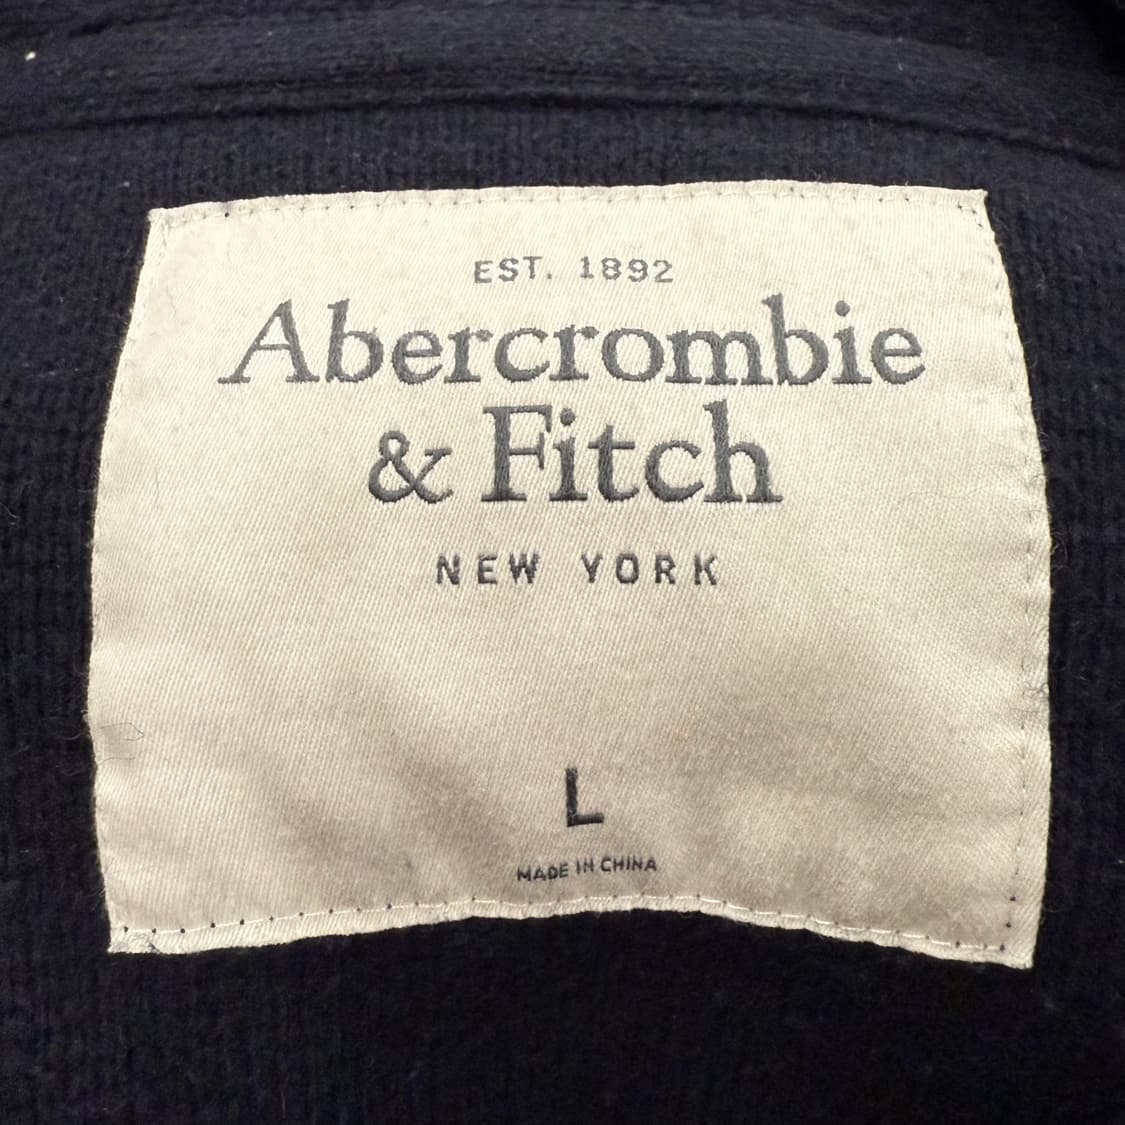 EST. 1892
Abercrombie
& Fitch
NEW YORK
L
MADE IN CHINA